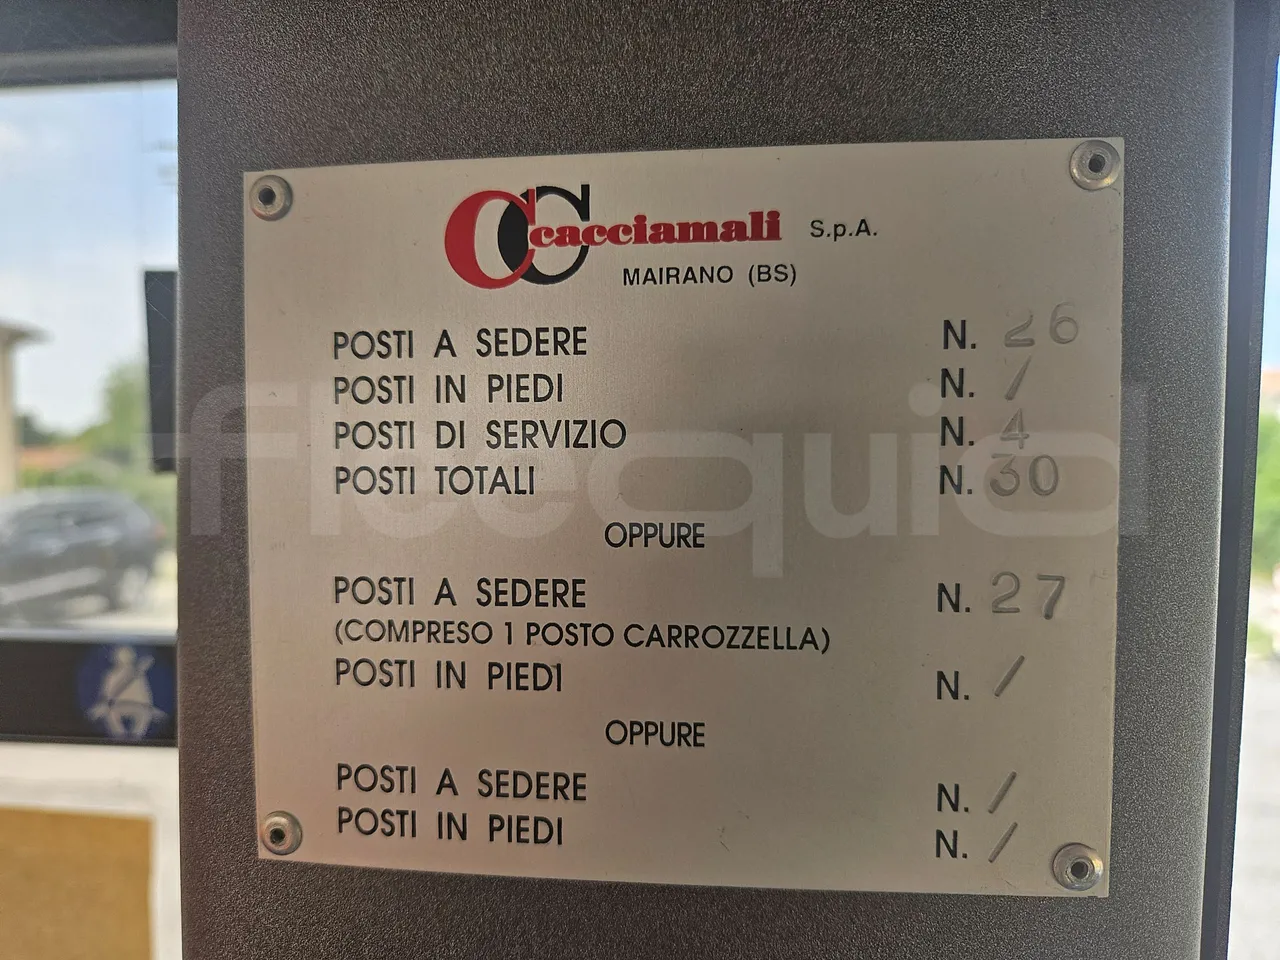 cacciamali S.p.A.
MAIRANO (BS)
POSTI A SEDERE N. 26
POSTI IN PIEDI N. /
POSTI DI SERVIZIO N. 4
POSTI TOTALI N. 30
OPPURE
POSTI A SEDERE N. 27
(COMPRESO 1 POSTO CARROZZELLA)
POSTI IN PIEDI N. /
OPPURE
POSTI A SEDERE N. /
POSTI IN PIEDI N. /
fleequid